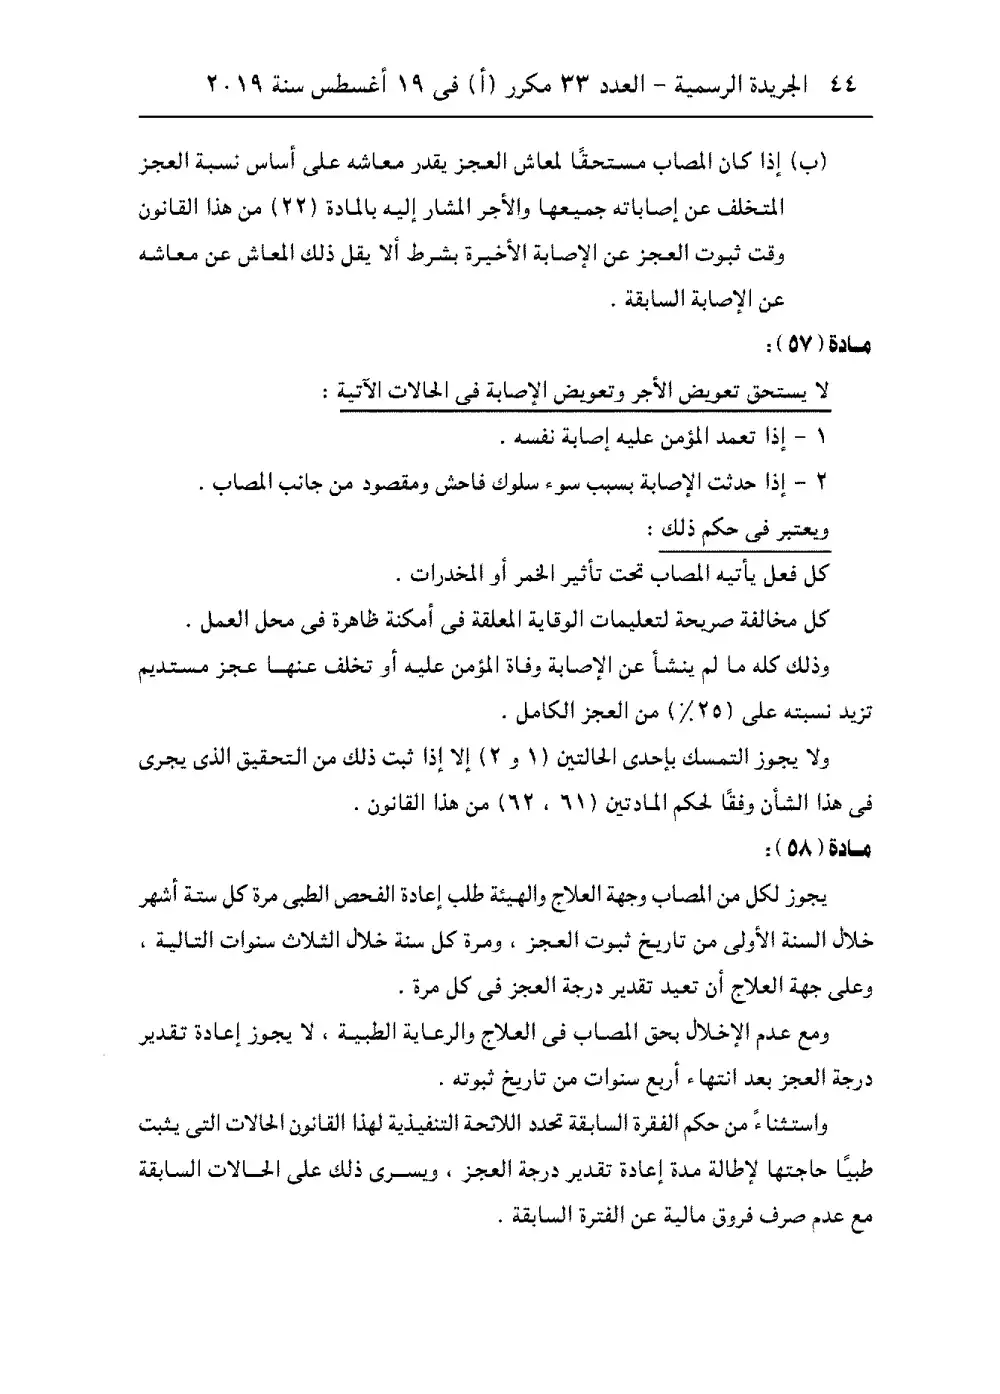 ٤٤ الجريدة الرسمية - العدد ٣٣ مكرر (أ) فى ١٩ أغسطس سنة ٢٠١٩
(ب) إذا كان المصاب مستحقًا لمعاش العجز يقدر معاشه على أساس نسبة العجز
المتخلف عن إصاباته جميعها والأجر المشار إليه بالمادة (٢٢) من هذا القانون
وقت ثبوت العجز عن الإصابة الأخيرة بشرط ألا يقل ذلك المعاش عن معاشه
عن الإصابة السابقة .
مادة (٥٧) :
لا يستحق تعويض الأجر وتعويض الإصابة فى الحالات الآتية :
١ - إذا تعمد المؤمن عليه إصابة نفسه .
٢ - إذا حدثت الإصابة بسبب سوء سلوك فاحش ومقصود من جانب المصاب .
ويعتبر فى حكم ذلك :
كل فعل يأتيه المصاب تحت تأثير الخمر أو المخدرات .
كل مخالفة صريحة لتعليمات الوقاية المعلقة فى أمكنة ظاهرة فى محل العمل .
وذلك كله ما لم ينشأ عن الإصابة وفاة المؤمن عليه أو تخلف عنها عجز مستديم
تزيد نسبته على (٢٥٪) من العجز الكامل .
ولا يجوز التمسك بإحدى الحالتين (١ و ٢) إلا إذا ثبت ذلك من التحقيق الذى يجرى
فى هذا الشأن وفقًا لحكم المادتين (٦١ ، ٦٢) من هذا القانون .
مادة (٥٨) :
يجوز لكل من المصاب وجهة العلاج والهيئة طلب إعادة الفحص الطبى مرة كل ستة أشهر
خلال السنة الأولى من تاريخ ثبوت العجز ، ومرة كل سنة خلال الثلاث سنوات التالية ،
وعلى جهة العلاج أن تعيد تقدير درجة العجز فى كل مرة .
ومع عدم الإخلال بحق المصاب فى العلاج والرعاية الطبية ، لا يجوز إعادة تقدير
درجة العجز بعد انتهاء أربع سنوات من تاريخ ثبوته .
واستثناءً من حكم الفقرة السابقة تحدد اللائحة التنفيذية لهذا القانون الحالات التى يثبت
طبيًا حاجتها لإطالة مدة إعادة تقدير درجة العجز ، ويسرى ذلك على الحالات السابقة
مع عدم صرف فروق مالية عن الفترة السابقة .